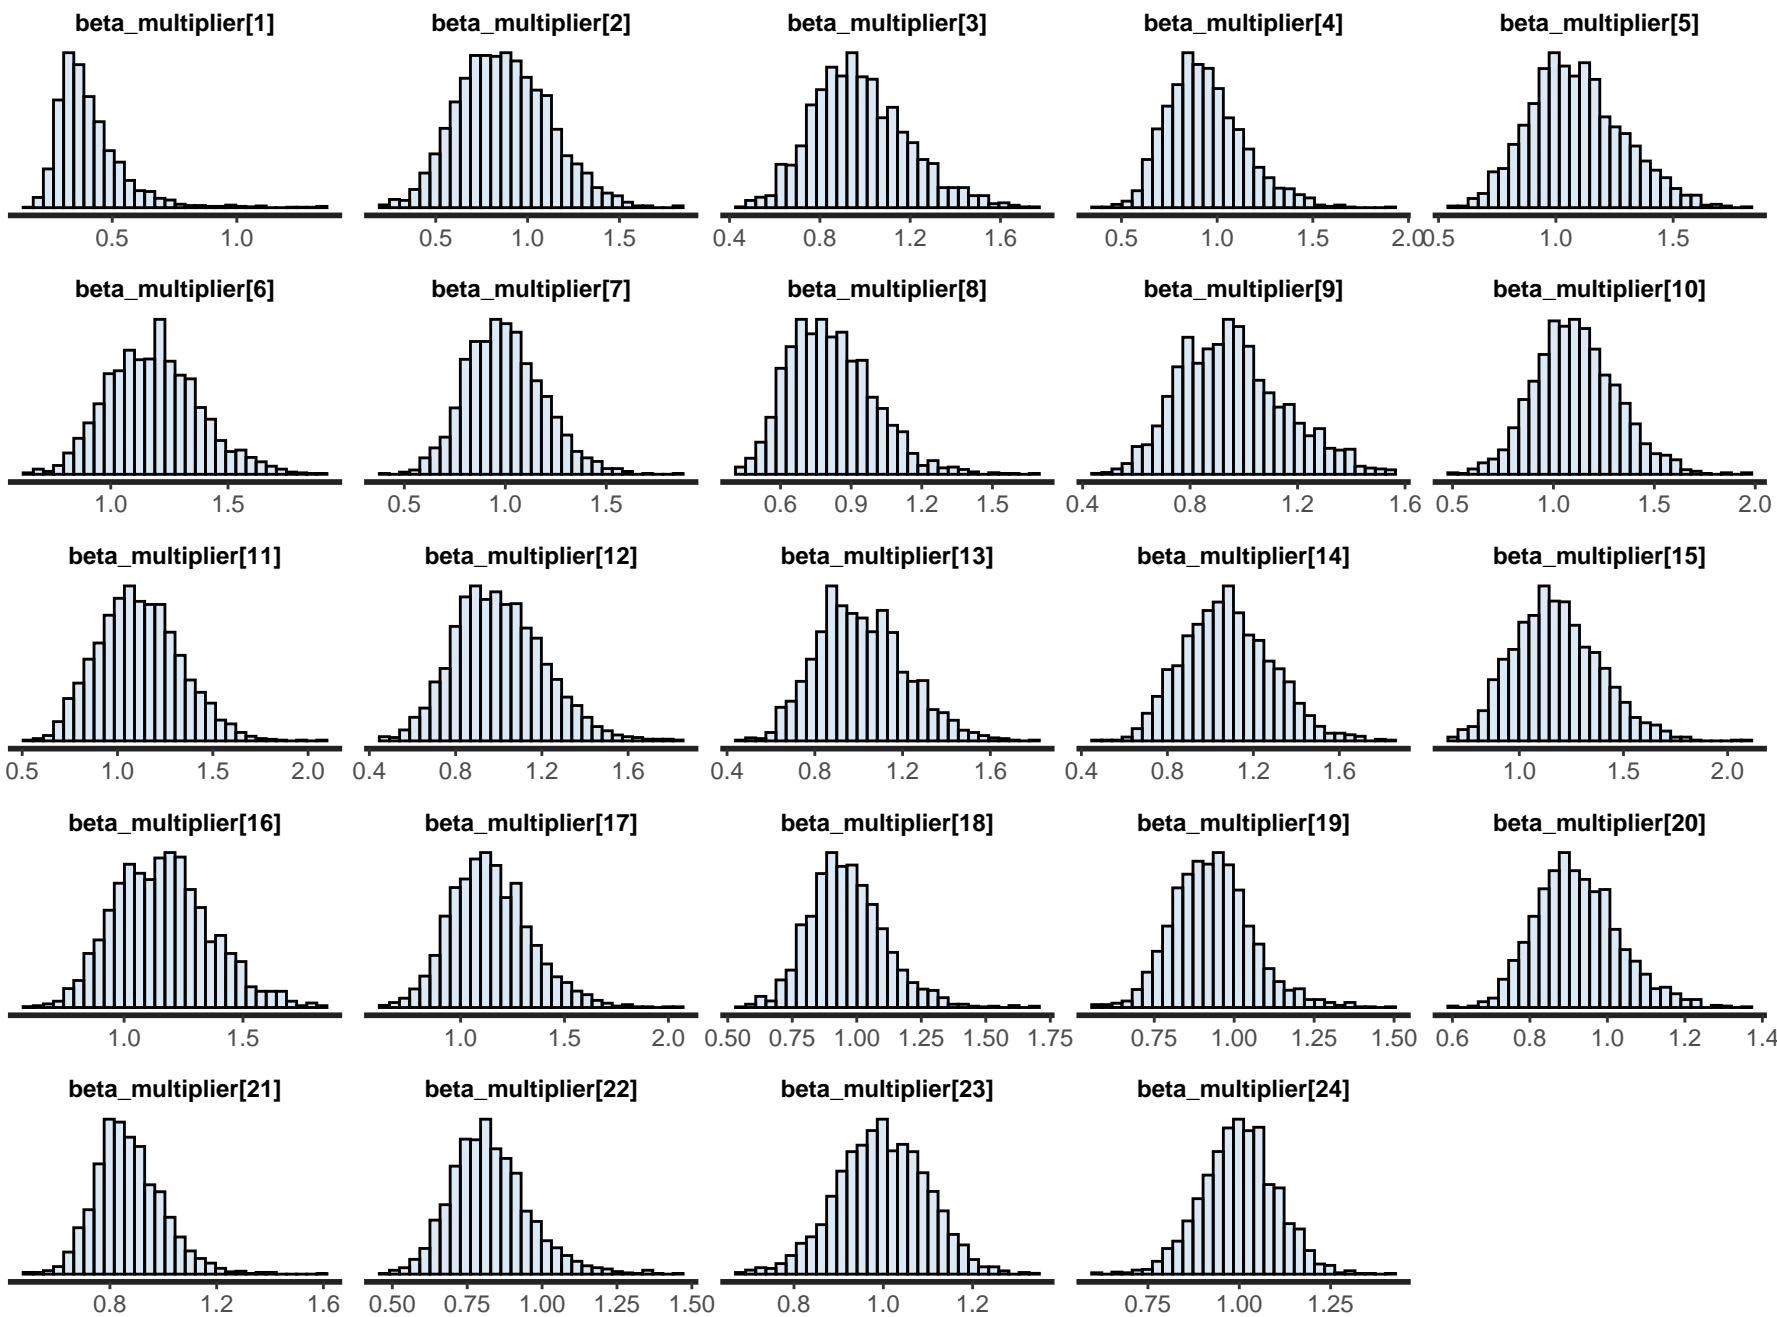 beta_multiplier[1] beta_multiplier[2] beta_multiplier[3] beta_multiplier[4] beta_multiplier[5]
0.5 1.0 0.5 1.0 1.5 0.4 0.8 1.2 1.6 0.5 1.0 1.5 2.0 0.5 1.0 1.5
beta_multiplier[6] beta_multiplier[7] beta_multiplier[8] beta_multiplier[9] beta_multiplier[10]
1.0 1.5 0.5 1.0 1.5 0.6 0.9 1.2 1.5 0.4 0.8 1.2 1.6 0.5 1.0 1.5 2.0
beta_multiplier[11] beta_multiplier[12] beta_multiplier[13] beta_multiplier[14] beta_multiplier[15]
0.5 1.0 1.5 2.0 0.4 0.8 1.2 1.6 0.4 0.8 1.2 1.6 0.4 0.8 1.2 1.6 1.0 1.5 2.0
beta_multiplier[16] beta_multiplier[17] beta_multiplier[18] beta_multiplier[19] beta_multiplier[20]
1.0 1.5 1.0 1.5 2.0 0.50 0.75 1.00 1.25 1.50 1.75 0.75 1.00 1.25 1.50 0.6 0.8 1.0 1.2 1.4
beta_multiplier[21] beta_multiplier[22] beta_multiplier[23] beta_multiplier[24]
0.8 1.2 1.6 0.50 0.75 1.00 1.25 1.50 0.8 1.0 1.2 0.75 1.00 1.25